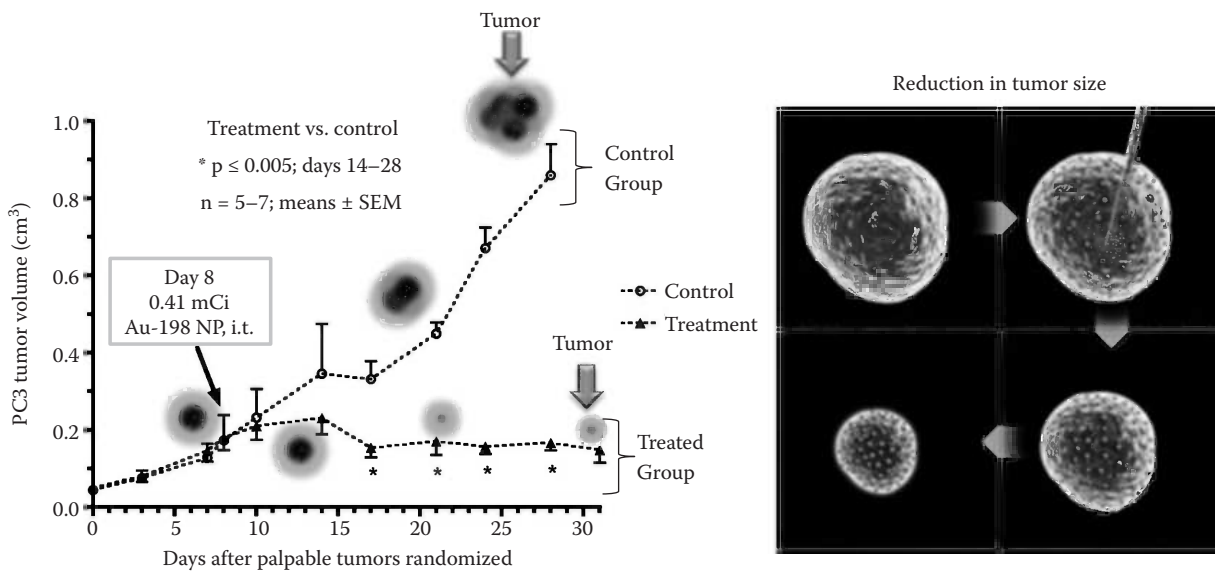 Tumor
Reduction in tumor size
Treatment vs. control
* p ≤ 0.005; days 14–28
n = 5–7; means ± SEM
Control
Group
Day 8
0.41 mCi
Au-198 NP, i.t.
Control
Treatment
Tumor
Treated
Group
PC3 tumor volume (cm³)
1.0
0.8
0.6
0.4
0.2
0.0
* * * *
0 5 10 15 20 25 30
Days after palpable tumors randomized